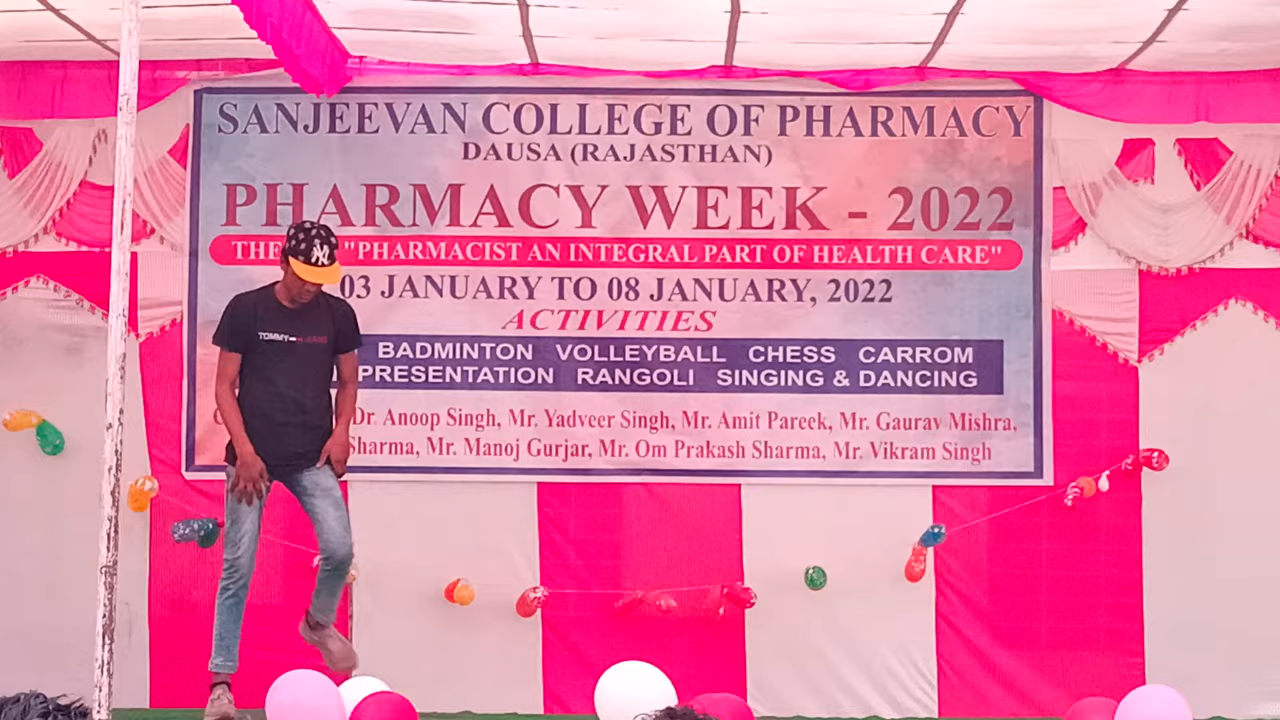 SANJEEVAN COLLEGE OF PHARMACY
DAUSA (RAJASTHAN)
PHARMACY WEEK - 2022
THE "PHARMACIST AN INTEGRAL PART OF HEALTH CARE"
03 JANUARY TO 08 JANUARY, 2022
ACTIVITIES
BADMINTON VOLLEYBALL CHESS CARROM
PRESENTATION RANGOLI SINGING & DANCING
Dr. Anoop Singh, Mr. Yadveer Singh, Mr. Amit Pareek, Mr. Gaurav Mishra,
Sharma, Mr. Manoj Gurjar, Mr. Om Prakash Sharma, Mr. Vikram Singh
NY
TOMMY